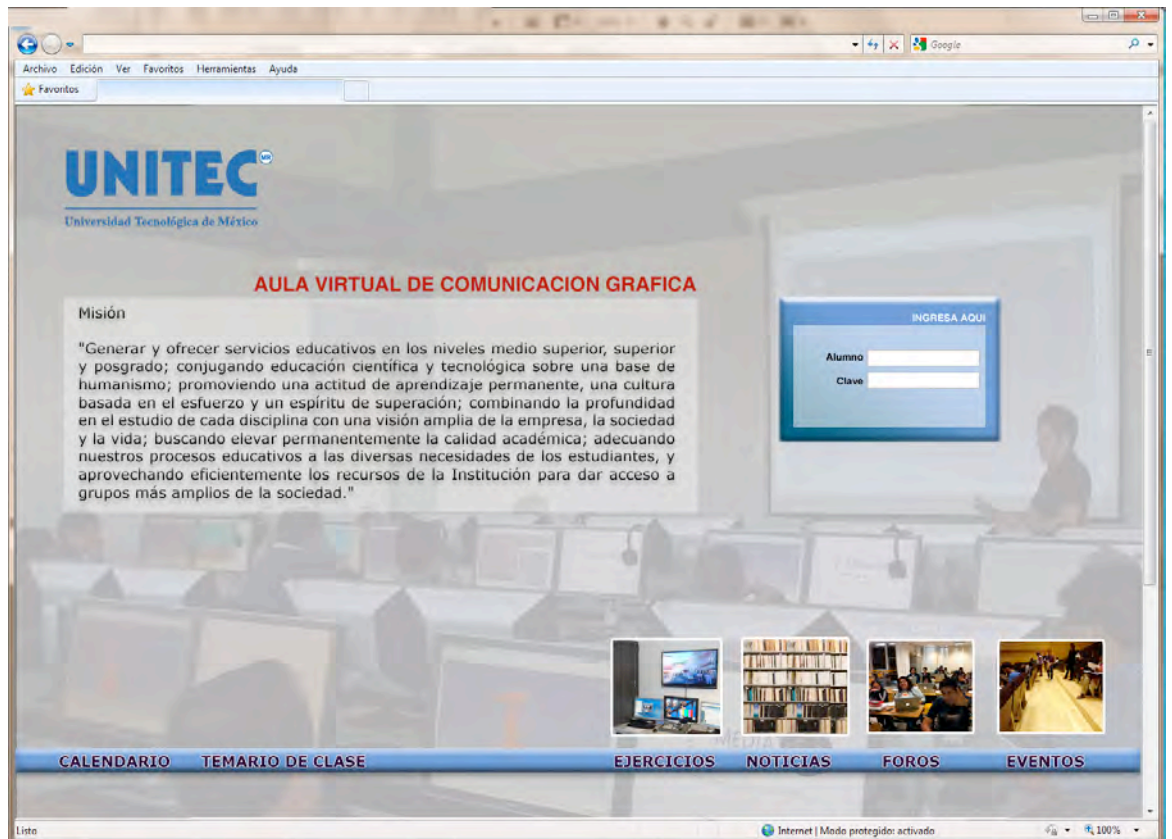 Google
Archivo Edición Ver Favoritos Herramientas Ayuda
Favoritos
UNITEC MR
Universidad Tecnológica de México
AULA VIRTUAL DE COMUNICACION GRAFICA
Misión
"Generar y ofrecer servicios educativos en los niveles medio superior, superior
y posgrado; conjugando educación científica y tecnológica sobre una base de
humanismo; promoviendo una actitud de aprendizaje permanente, una cultura
basada en el esfuerzo y un espíritu de superación; combinando la profundidad
en el estudio de cada disciplina con una visión amplia de la empresa, la sociedad
y la vida; buscando elevar permanentemente la calidad académica; adecuando
nuestros procesos educativos a las diversas necesidades de los estudiantes, y
aprovechando eficientemente los recursos de la Institución para dar acceso a
grupos más amplios de la sociedad."
INGRESA AQUI
Alumno
Clave
MEDIA
CALENDARIO TEMARIO DE CLASE EJERCICIOS NOTICIAS FOROS EVENTOS
Listo Internet | Modo protegido: activado 100%